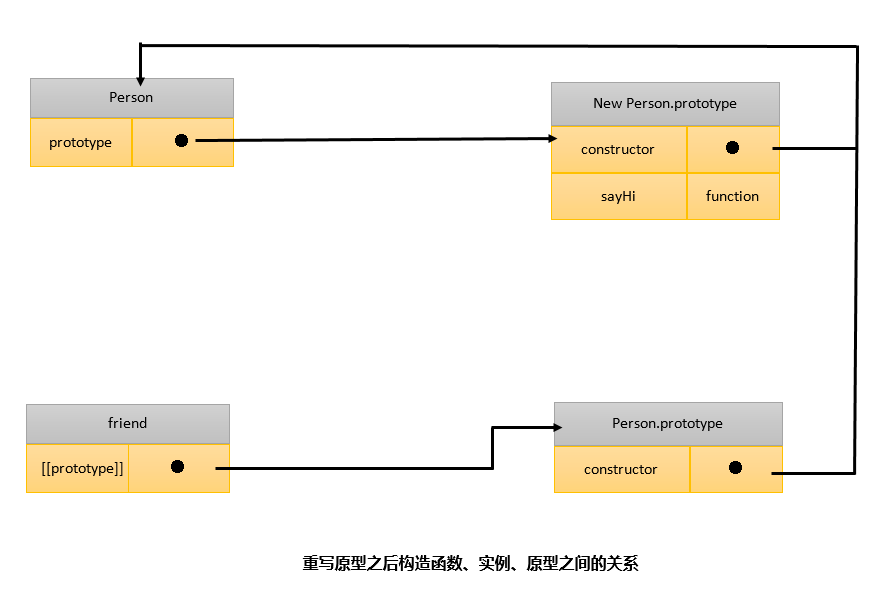 Person
prototype
New Person.prototype
constructor
sayHi function
friend
[[prototype]]
Person.prototype
constructor
重写原型之后构造函数、实例、原型之间的关系